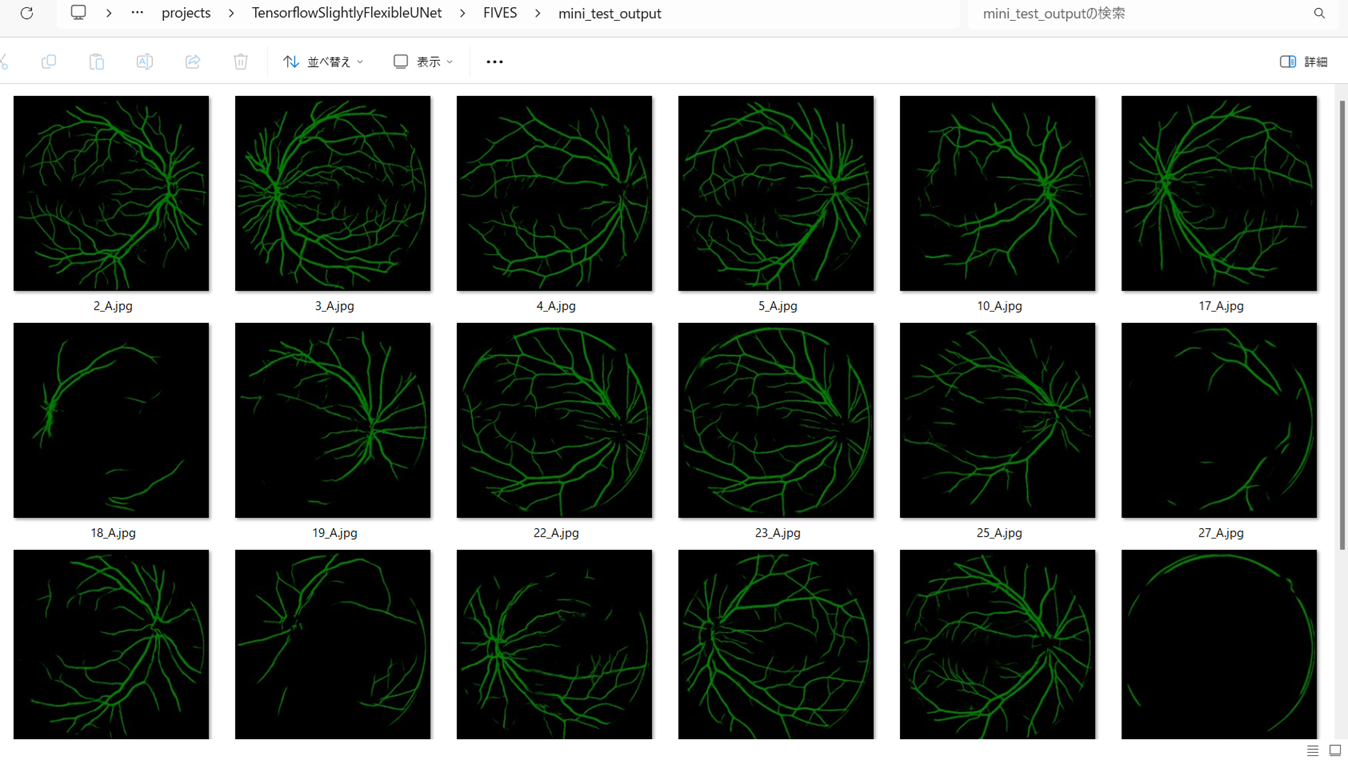 … projects > TensorflowSlightlyFlexibleUNet > FIVES > mini_test_output
mini_test_outputの検索
並べ替え
表示
詳細
2_A.jpg 3_A.jpg 4_A.jpg 5_A.jpg 10_A.jpg 17_A.jpg
18_A.jpg 19_A.jpg 22_A.jpg 23_A.jpg 25_A.jpg 27_A.jpg